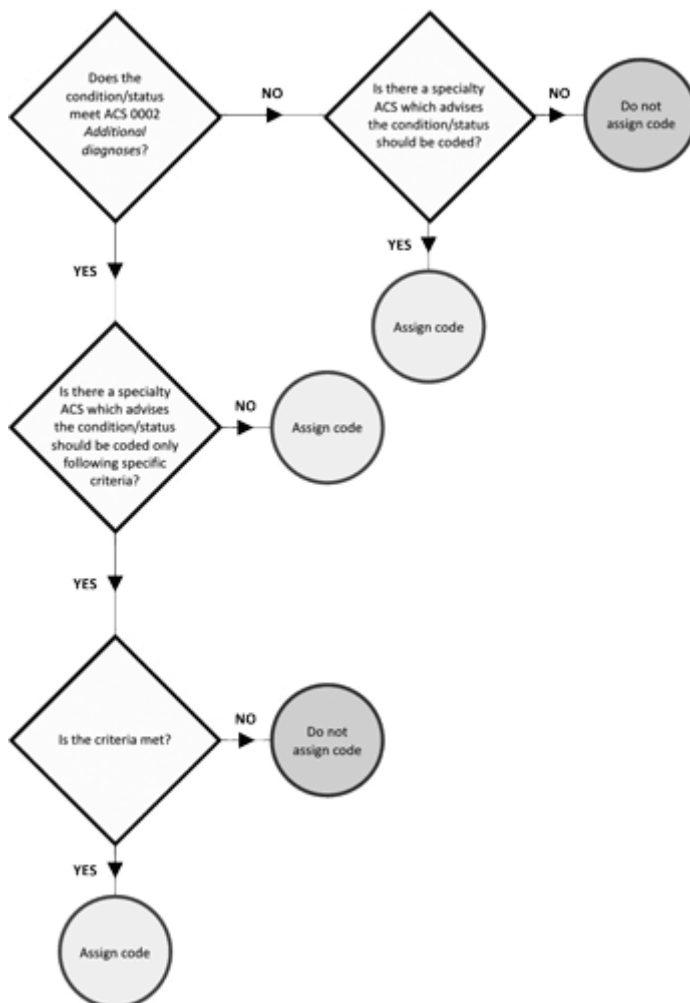 Does the
condition/status
meet ACS 0002
Additional
diagnoses?
NO
Is there a specialty
ACS which advises
the condition/status
should be coded?
NO
Do not
assign code
YES
YES
Assign code
Is there a specialty
ACS which advises
the condition/status
should be coded only
following specific
criteria?
NO
Assign code
YES
Is the criteria met?
NO
Do not
assign code
YES
Assign code